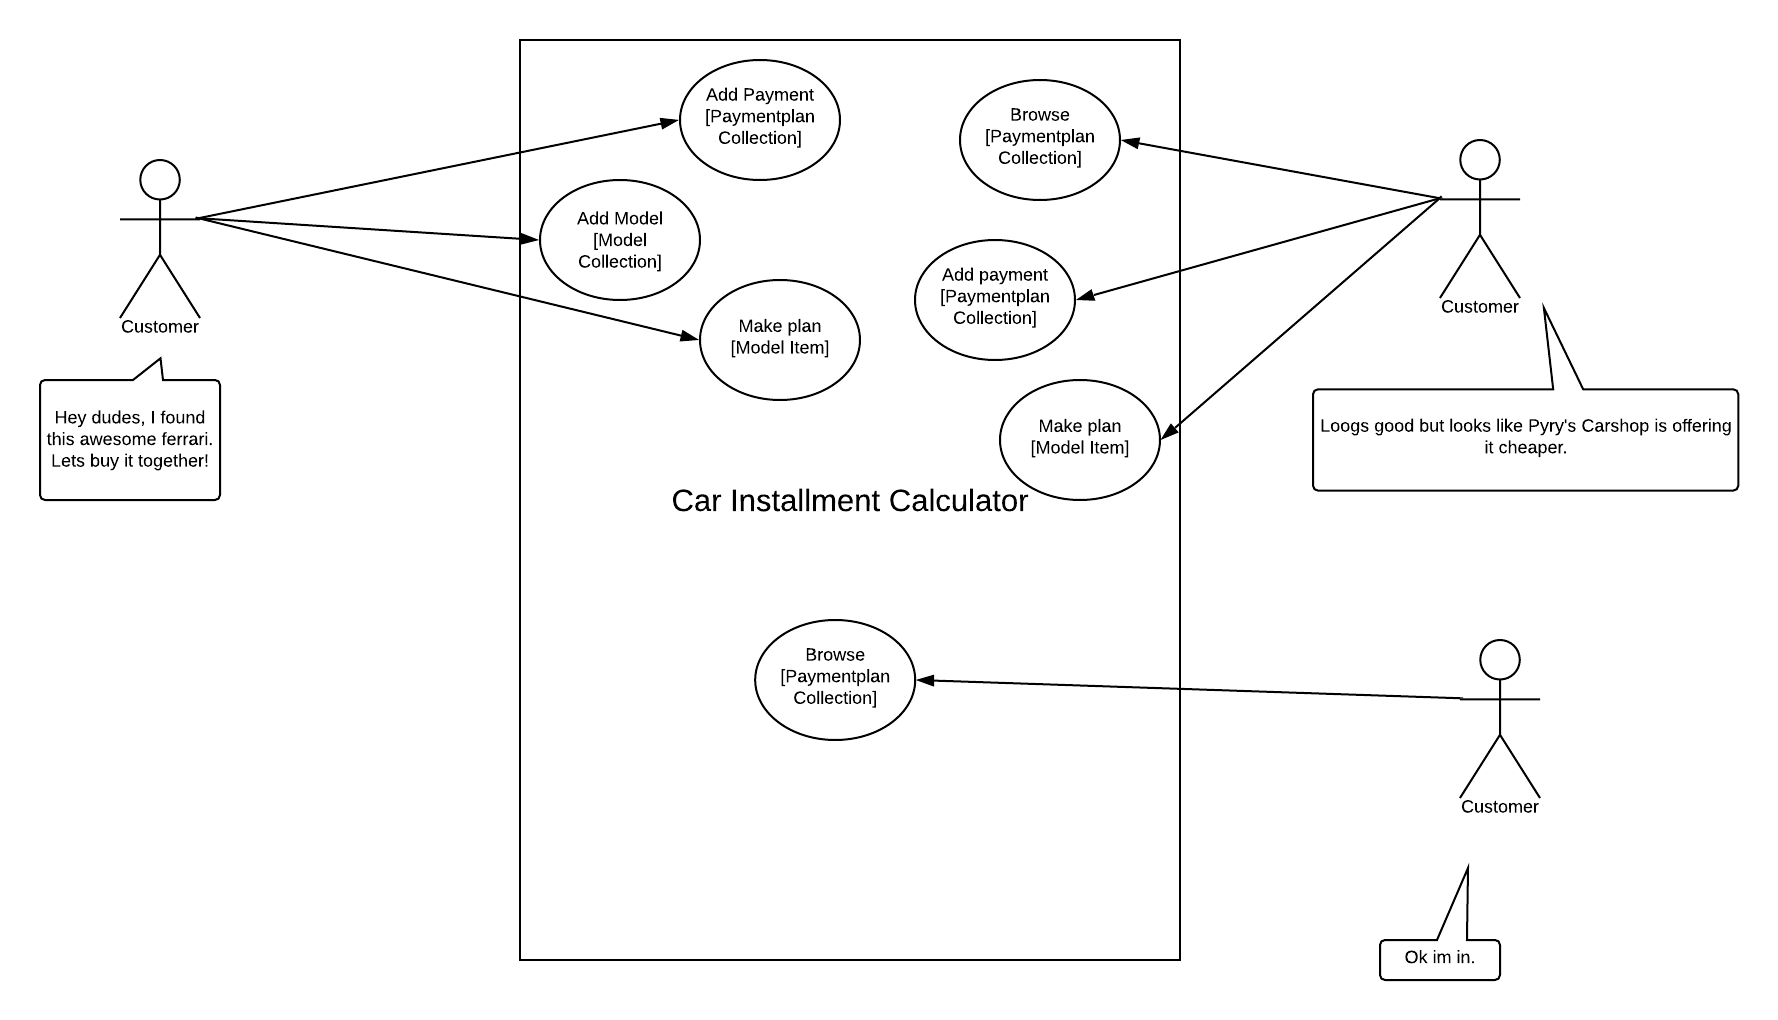 Add Payment
[Paymentplan
Collection]
Browse
[Paymentplan
Collection]
Add Model
[Model
Collection]
Add payment
[Paymentplan
Collection]
Make plan
[Model Item]
Customer
Customer
Hey dudes, I found
this awesome ferrari.
Lets buy it together!
Make plan
[Model Item]
Loogs good but looks like Pyry's Carshop is offering
it cheaper.
Car Installment Calculator
Browse
[Paymentplan
Collection]
Customer
Ok im in.